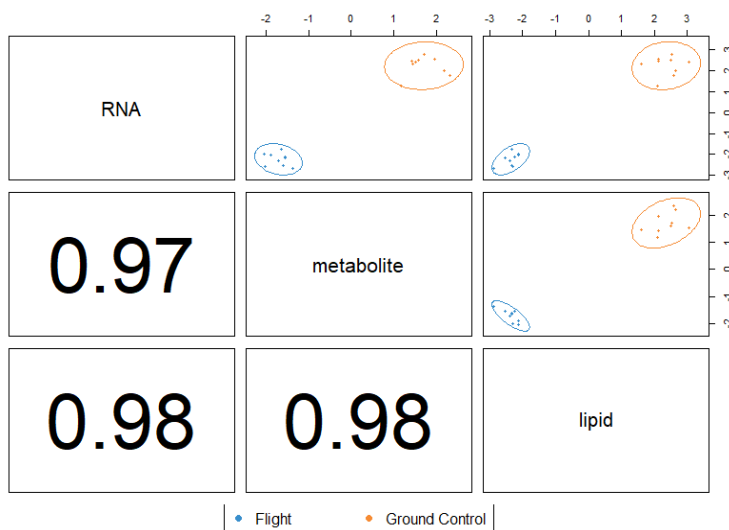 -2 -1 0 1 2 -3 -2 -1 0 1 2 3
RNA
3
2
1
0
-1
-2
-3
0.97
metabolite
2
1
0
-1
-2
0.98
0.98
lipid
Flight
Ground Control